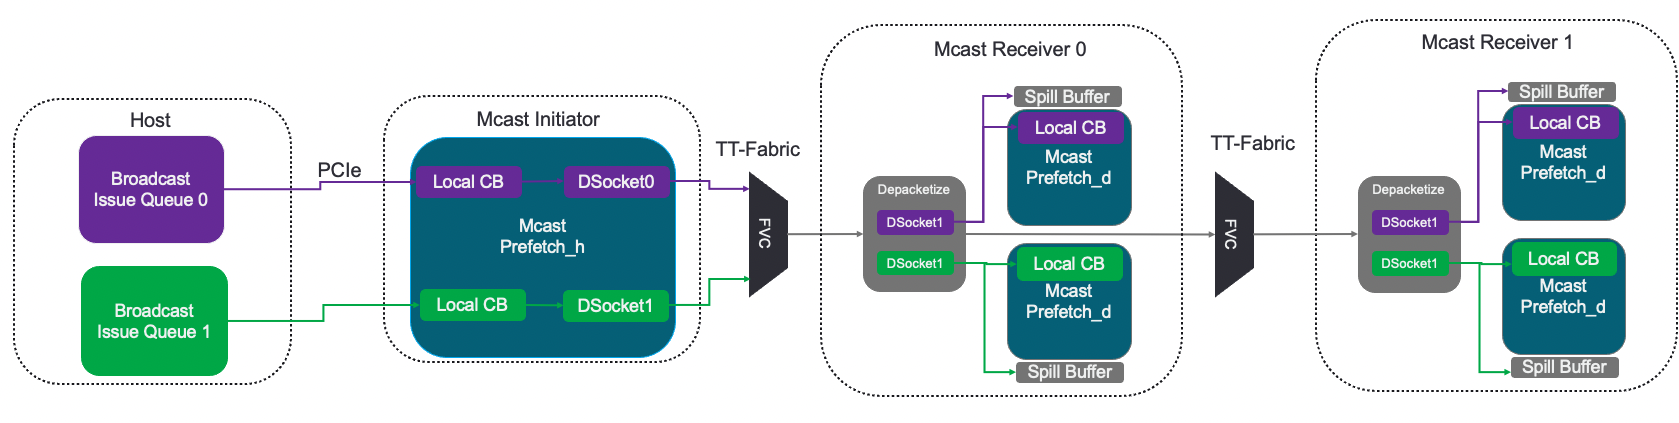 Host
Broadcast
Issue Queue 0
Broadcast
Issue Queue 1
PCIe
Mcast Initiator
Local CB
DSocket0
Mcast
Prefetch_h
Local CB
DSocket1
TT-Fabric
FVC
Mcast Receiver 0
Depacketize
DSocket1
DSocket1
Spill Buffer
Local CB
Mcast
Prefetch_d
Local CB
Mcast
Prefetch_d
Spill Buffer
TT-Fabric
FVC
Mcast Receiver 1
Depacketize
DSocket1
DSocket1
Spill Buffer
Local CB
Mcast
Prefetch_d
Local CB
Mcast
Prefetch_d
Spill Buffer